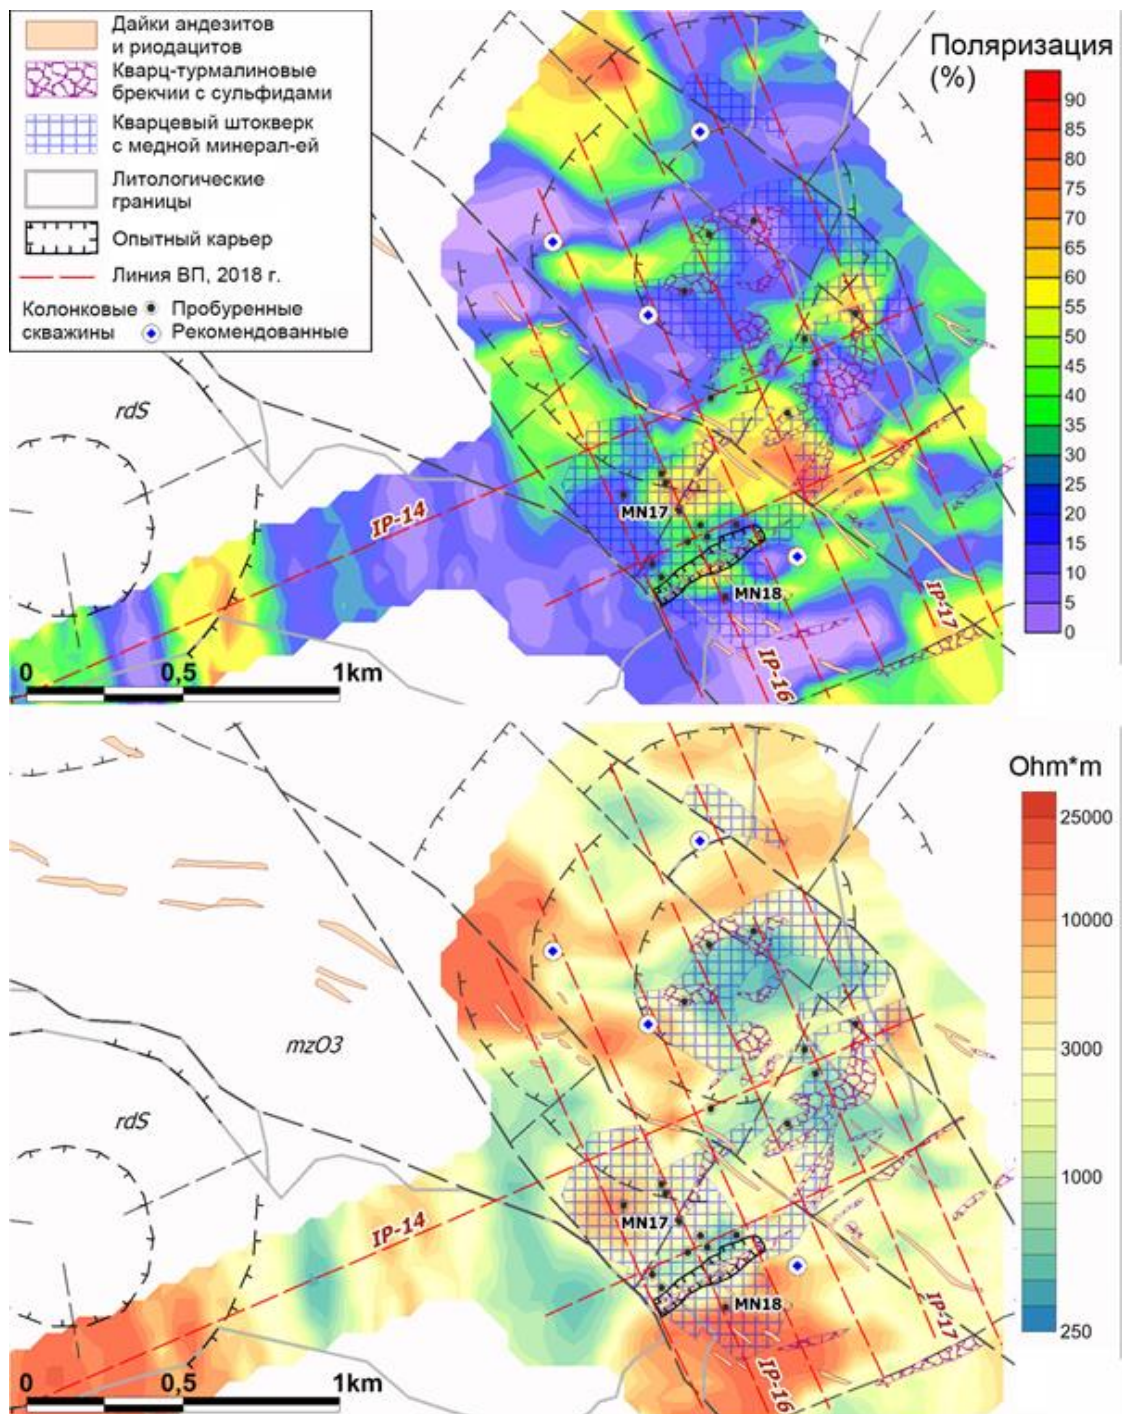 Дайки андезитов
и риодацитов
Кварц-турмалиновые
брекчии с сульфидами
Кварцевый штокверк
с медной минерал-ей
Литологические
границы
Опытный карьер
Линия ВП, 2018 г.
Колонковые Пробуренные
скважины Рекомендованные
Поляризация
(%)
90
85
80
75
70
65
60
55
50
45
40
35
30
25
20
15
10
5
0
rdS
IP-14
MN17
MN18
IP-17
IP-16
0 0,5 1km
Ohm*m
25000
10000
3000
1000
250
mzO3
rdS
IP-14
MN17
MN18
IP-17
IP-16
0 0,5 1km